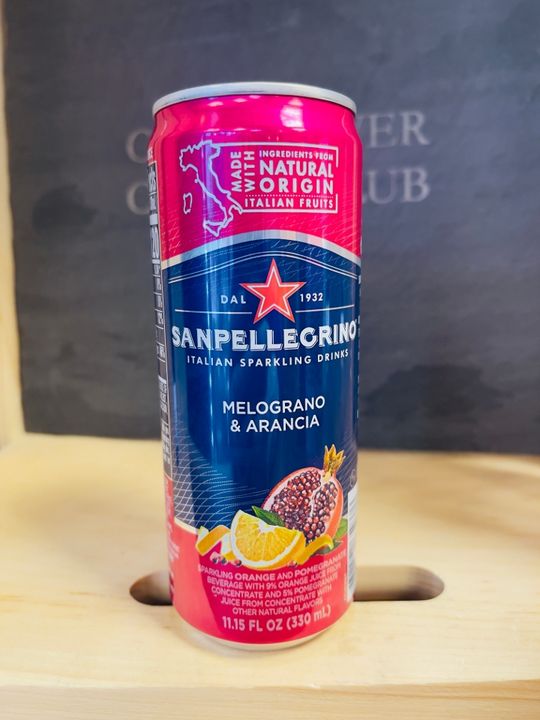 MADE
WITH
INGREDIENTS FROM
NATURAL
ORIGIN
ITALIAN FRUITS
DAL 1932
SANPELLEGRINO
ITALIAN SPARKLING DRINKS
MELOGRANO
& ARANCIA
SPARKLING ORANGE AND POMEGRANATE
BEVERAGE WITH 9% ORANGE JUICE FROM
CONCENTRATE AND 5% POMEGRANATE
JUICE FROM CONCENTRATE WITH
OTHER NATURAL FLAVORS
11.15 FL OZ (330 mL)